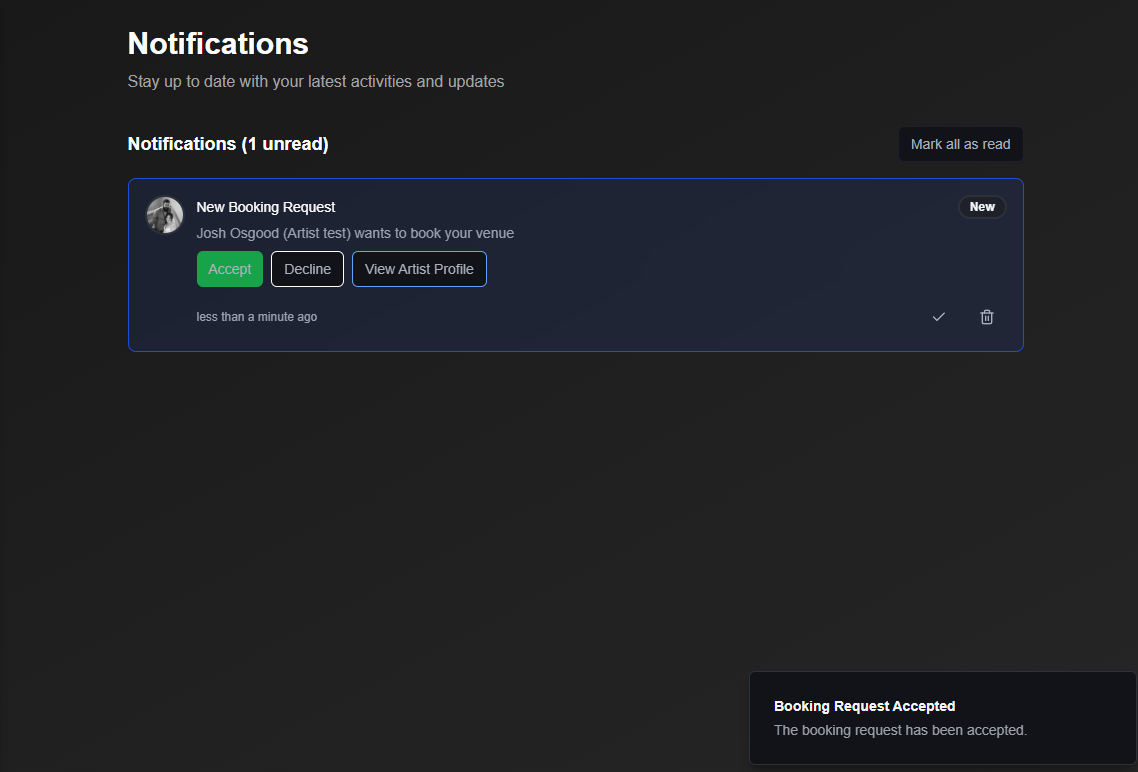 Notifications
Stay up to date with your latest activities and updates
Notifications (1 unread)
Mark all as read
New Booking Request
New
Josh Osgood (Artist test) wants to book your venue
Accept
Decline
View Artist Profile
less than a minute ago
Booking Request Accepted
The booking request has been accepted.